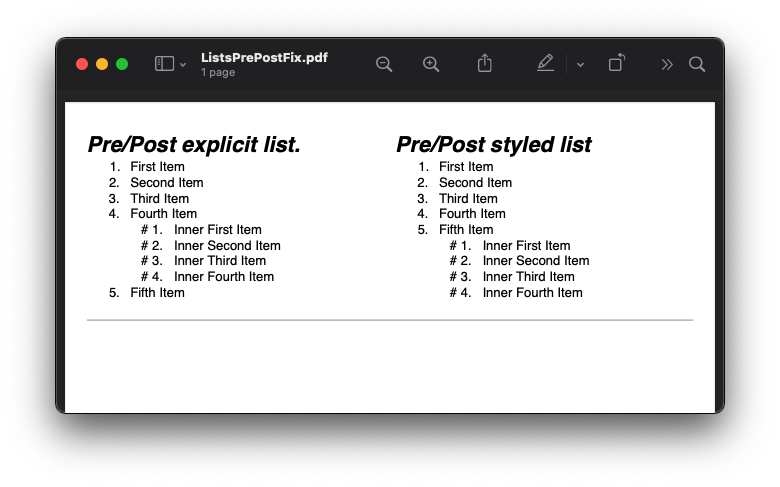 ListsPrePostFix.pdf
1 page
Pre/Post explicit list.
1. First Item
2. Second Item
3. Third Item
4. Fourth Item
# 1. Inner First Item
# 2. Inner Second Item
# 3. Inner Third Item
# 4. Inner Fourth Item
5. Fifth Item
Pre/Post styled list
1. First Item
2. Second Item
3. Third Item
4. Fourth Item
5. Fifth Item
# 1. Inner First Item
# 2. Inner Second Item
# 3. Inner Third Item
# 4. Inner Fourth Item